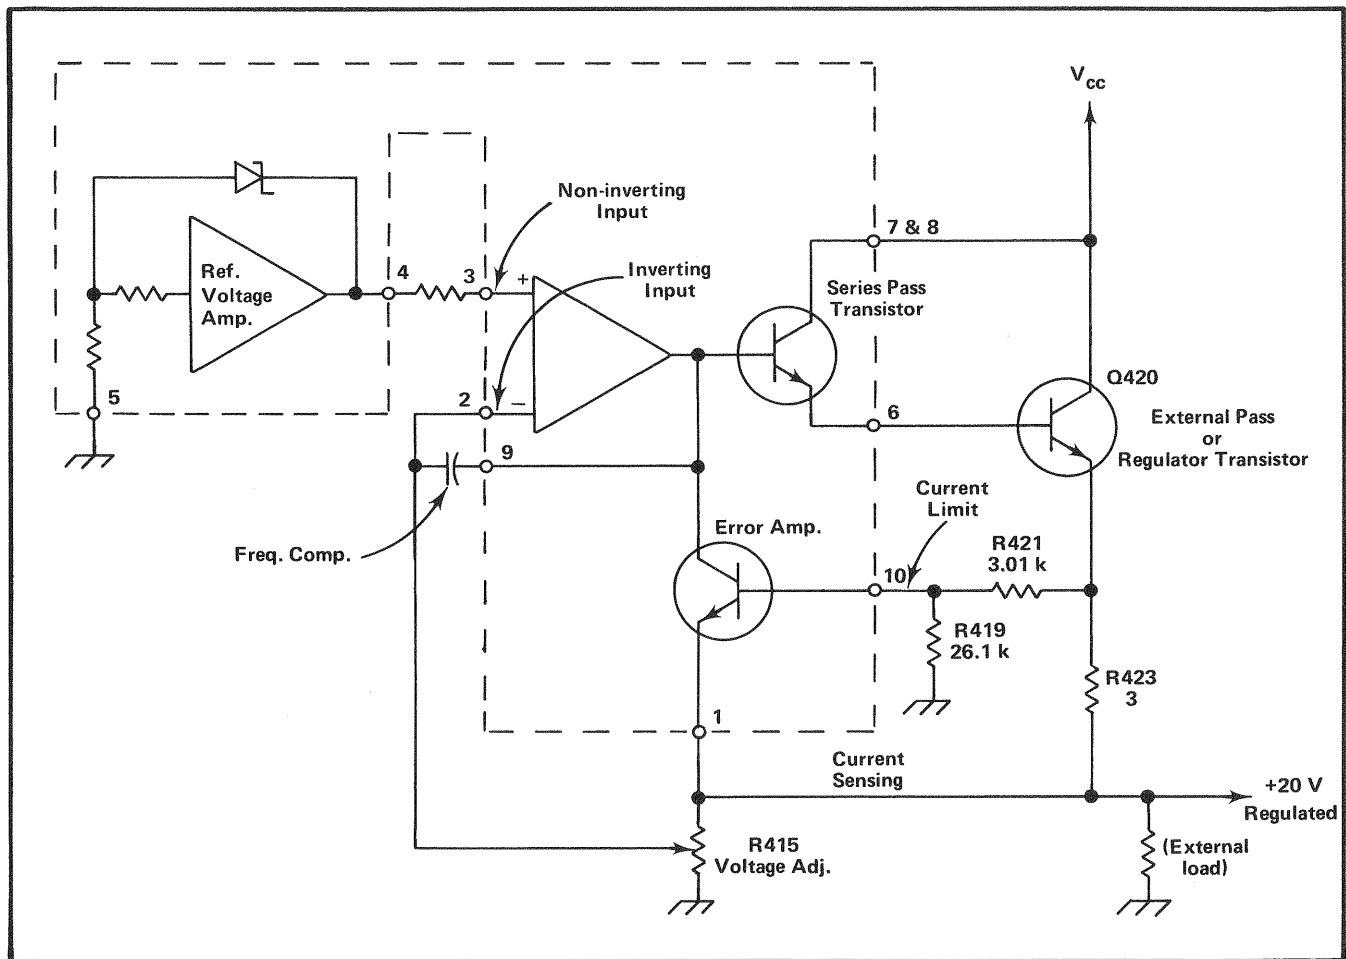 Vcc
Non-inverting
Input
Inverting
Input
Ref.
Voltage
Amp.
4
3
+
7 & 8
Series Pass
Transistor
5
2
–
6
Q420
External Pass
or
Regulator Transistor
9
Freq. Comp.
Error Amp.
Current
Limit
10
R421
3.01 k
R419
26.1 k
R423
3
1
Current
Sensing
+20 V
Regulated
R415
Voltage Adj.
(External
load)